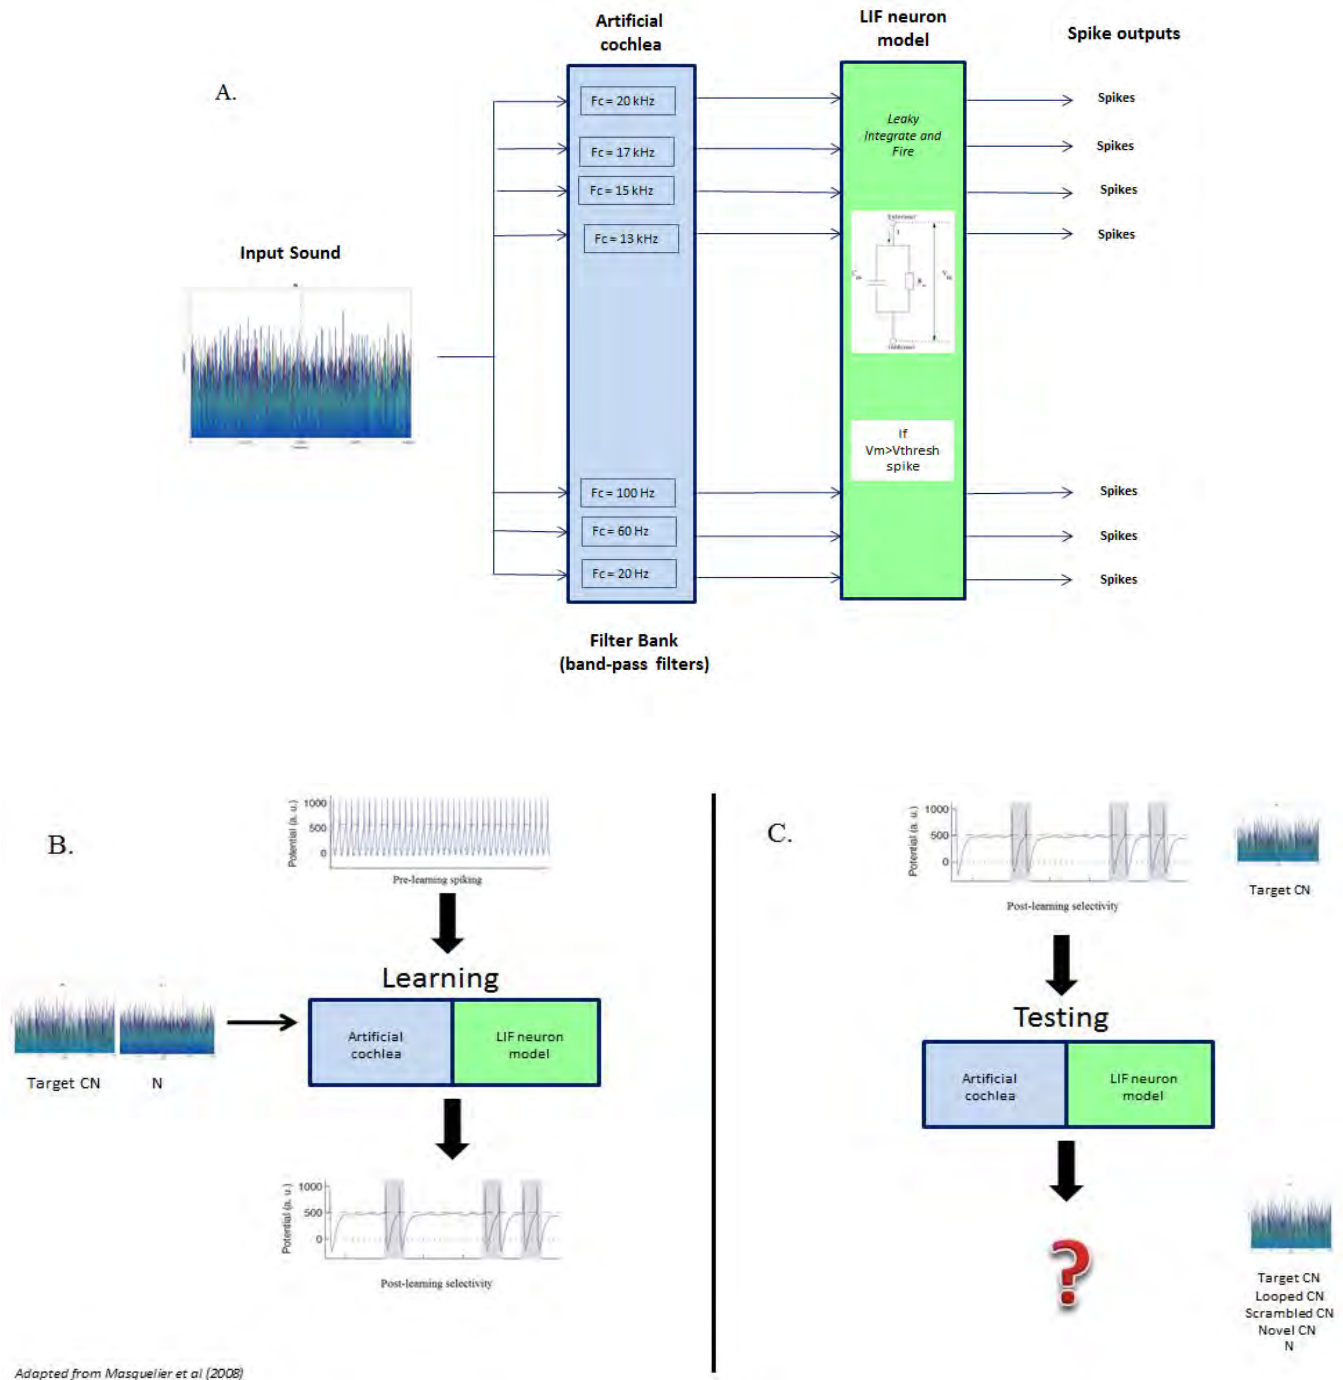 A.
Artificial
cochlea
LIF neuron
model
Spike outputs
Input Sound
Fc = 20 kHz
Fc = 17 kHz
Fc = 15 kHz
Fc = 13 kHz
Fc = 100 Hz
Fc = 60 Hz
Fc = 20 Hz
Leaky
Integrate and
Fire
If
Vm>Vthresh
spike
Spikes
Spikes
Spikes
Spikes
Spikes
Spikes
Spikes
Filter Bank
(band-pass filters)
B.
Potential (a. u.)
1000
500
0
Pre-learning spiking
Learning
Artificial
cochlea
LIF neuron
model
Target CN
N
Potential (a. u.)
1000
500
0
Post-learning selectivity
C.
Potential (a. u.)
1000
500
0
Post-learning selectivity
Target CN
Testing
Artificial
cochlea
LIF neuron
model
?
Target CN
Looped CN
Scrambled CN
Novel CN
N
Adapted from Masquelier et al (2008)